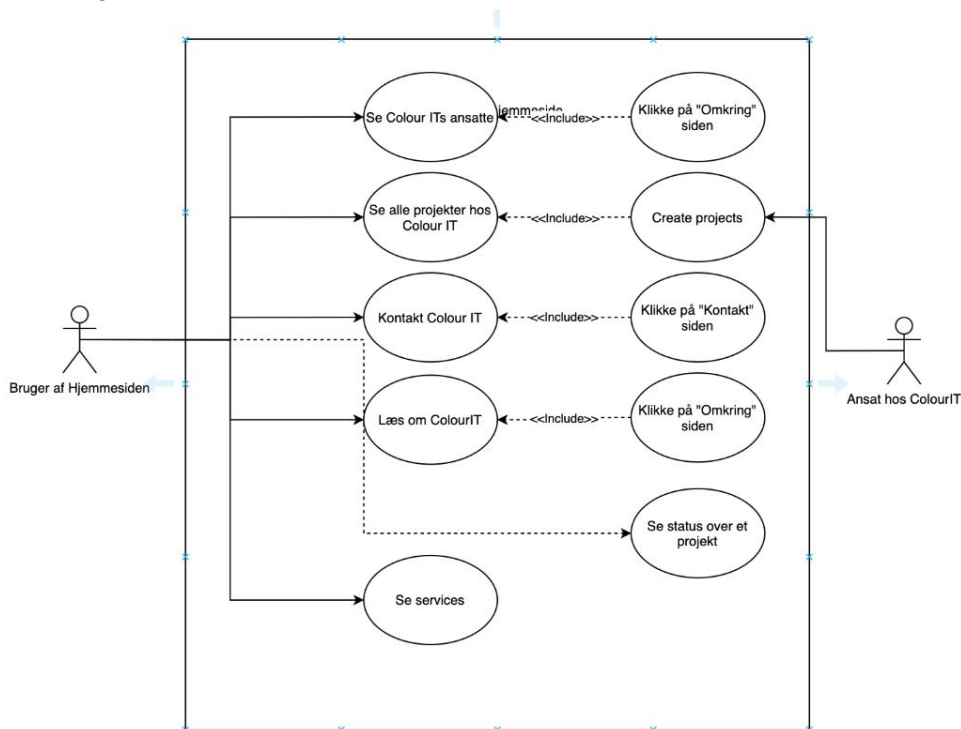 Se Colour ITs ansatte
jemmeside
<<Include>>
Klikke på "Omkring"
siden
Se alle projekter hos
Colour IT
<<Include>>
Create projects
Kontakt Colour IT
<<Include>>
Klikke på "Kontakt"
siden
Bruger af Hjemmesiden
Ansat hos ColourIT
Læs om ColourIT
<<Include>>
Klikke på "Omkring"
siden
Se status over et
projekt
Se services